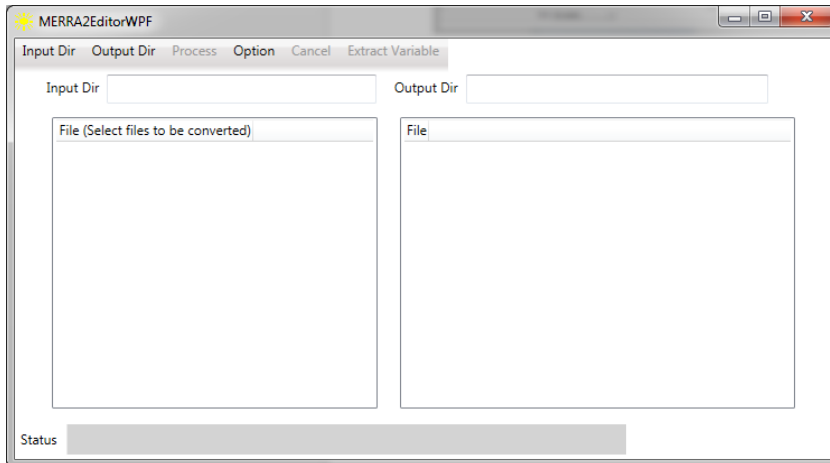 MERRA2EditorWPF
Input Dir Output Dir Process Option Cancel Extract Variable
Input Dir Output Dir
File (Select files to be converted) File
Status